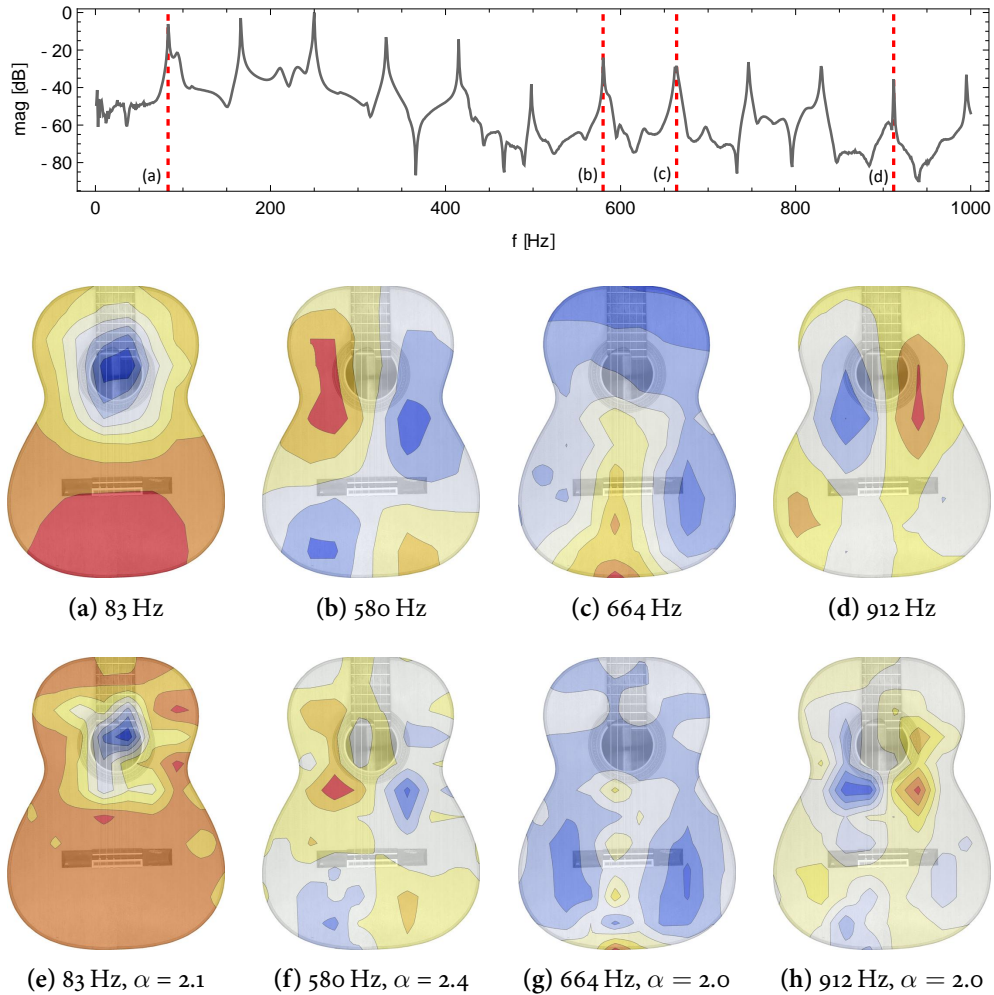 0
- 20
- 40
- 60
- 80
mag [dB]
(a)
(b)
(c)
(d)
0 200 400 600 800 1000
f [Hz]
(a) 83 Hz (b) 580 Hz (c) 664 Hz (d) 912 Hz
(e) 83 Hz, α = 2.1 (f) 580 Hz, α = 2.4 (g) 664 Hz, α = 2.0 (h) 912 Hz, α = 2.0